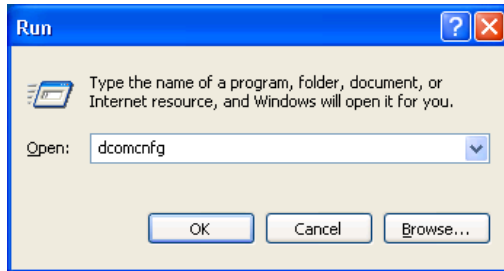 Run
Type the name of a program, folder, document, or
Internet resource, and Windows will open it for you.
Open: dcomcnfg
OK Cancel Browse...